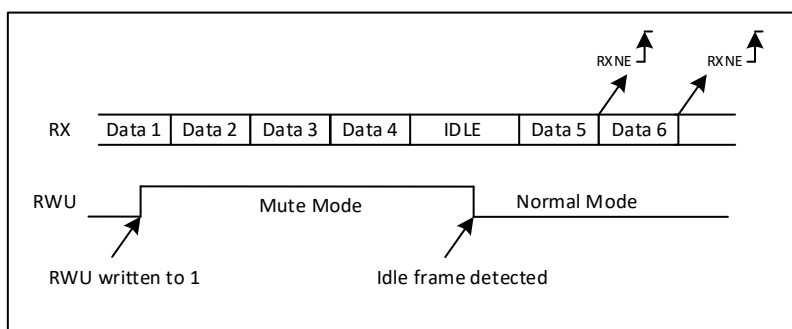 RXNE RXNE
RX Data 1 Data 2 Data 3 Data 4 IDLE Data 5 Data 6
RWU Mute Mode Normal Mode
RWU written to 1 Idle frame detected